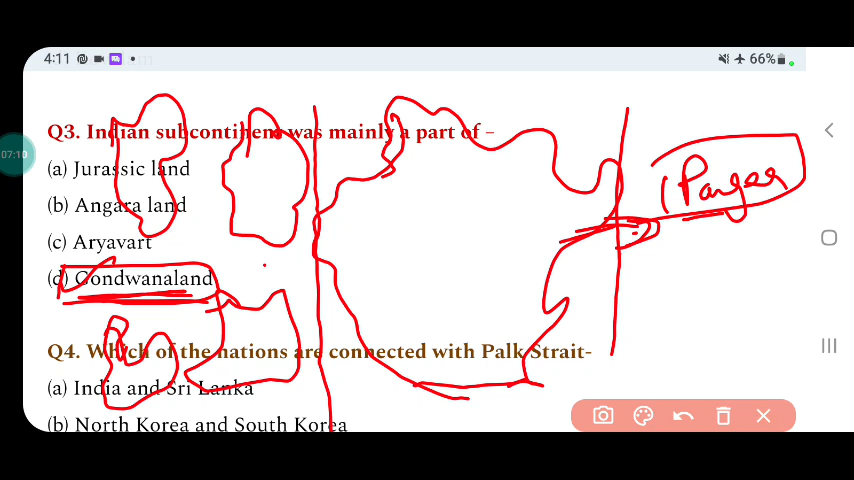 4:11
66%
07:10
Q3. Indian subcontinent was mainly a part of –
(a) Jurassic land
(b) Angara land
(c) Aryavart
(d) Gondwanaland
Pangea
Q4. Which of the nations are connected with Palk Strait-
(a) India and Sri Lanka
(b) North Korea and South Korea